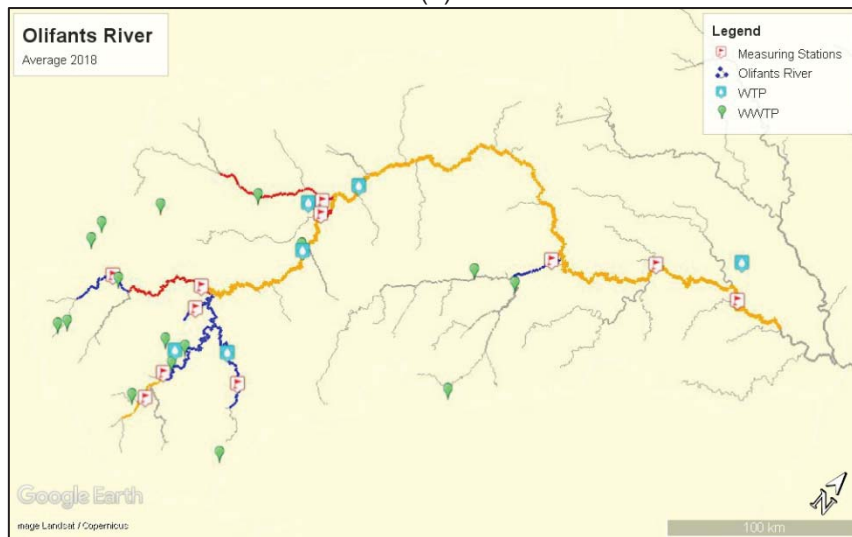 Olifants River
Average 2018
Legend
Measuring Stations
Olifants River
WTP
WWTP
Google Earth
mage Landsat / Copernicus
N
100 km